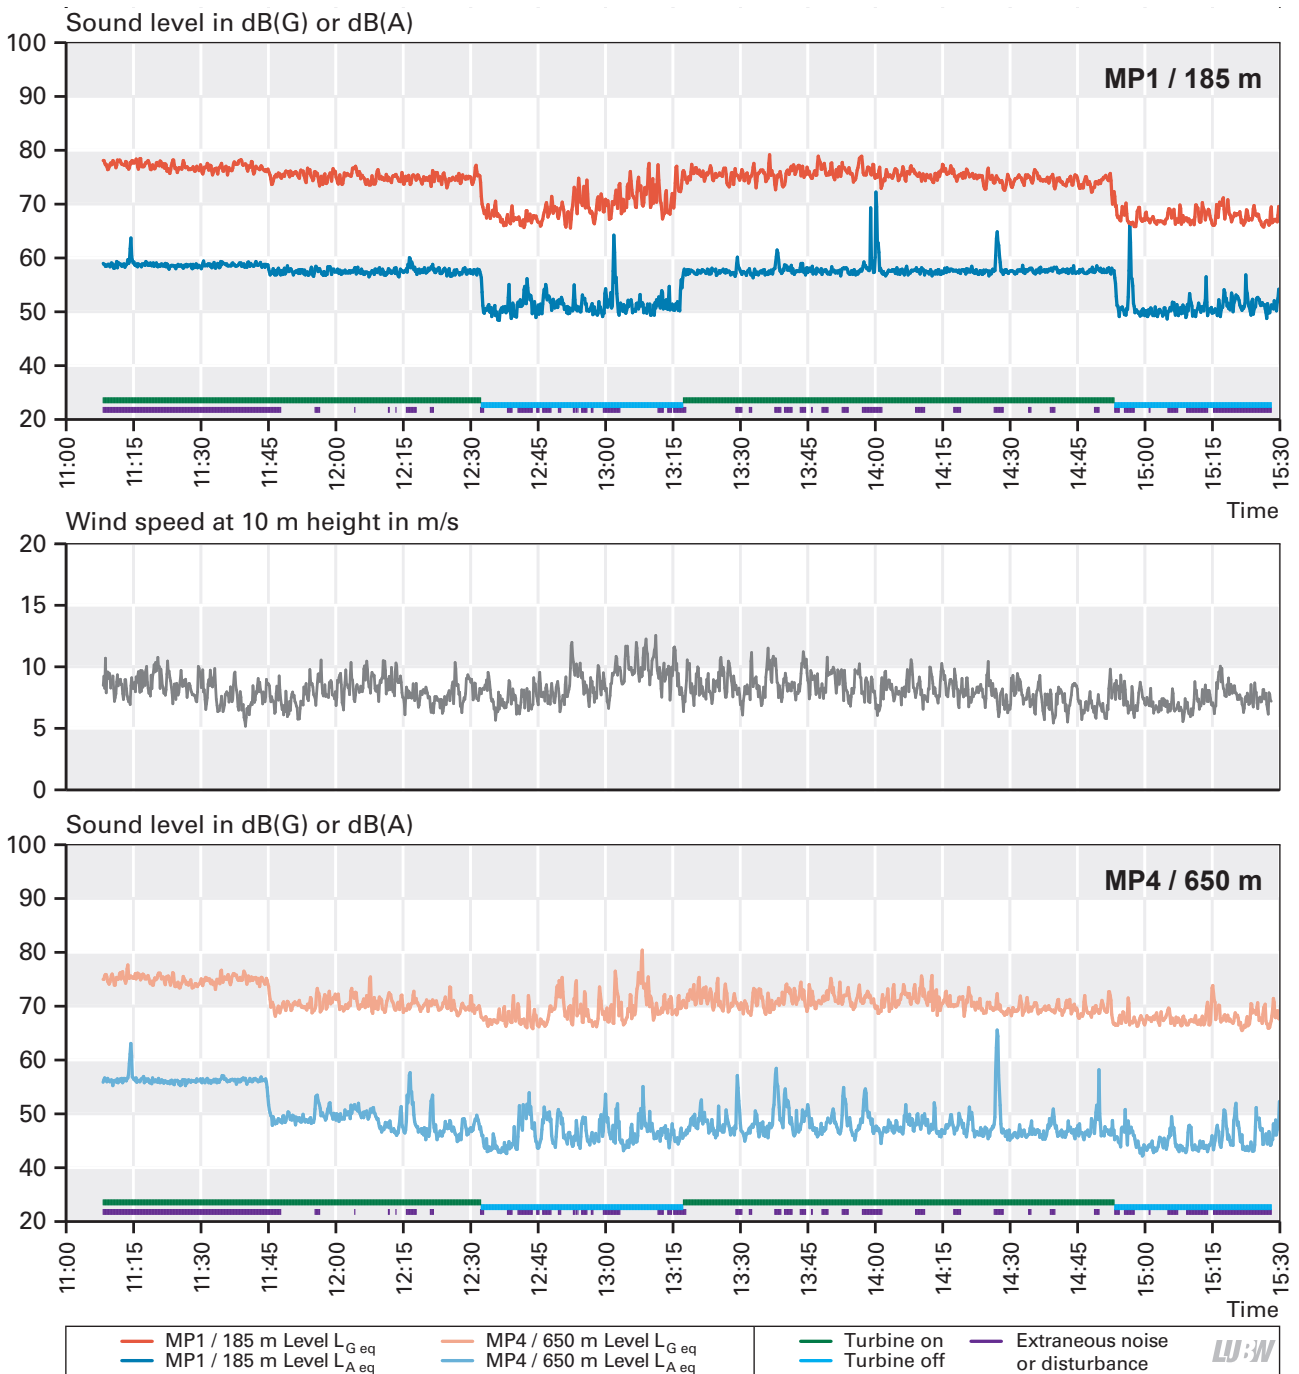 Sound level in dB(G) or dB(A)
MP1 / 185 m
100
90
80
70
60
50
40
20
11:00 11:15 11:30 11:45 12:00 12:15 12:30 12:45 13:00 13:15 13:30 13:45 14:00 14:15 14:30 14:45 15:00 15:15 15:30
Time
Wind speed at 10 m height in m/s
20
15
10
5
0
Sound level in dB(G) or dB(A)
MP4 / 650 m
100
90
80
70
60
50
40
20
11:00 11:15 11:30 11:45 12:00 12:15 12:30 12:45 13:00 13:15 13:30 13:45 14:00 14:15 14:30 14:45 15:00 15:15 15:30
Time
MP1 / 185 m Level L G eq
MP1 / 185 m Level L A eq
MP4 / 650 m Level L G eq
MP4 / 650 m Level L A eq
Turbine on
Turbine off
Extraneous noise
or disturbance
LUBW